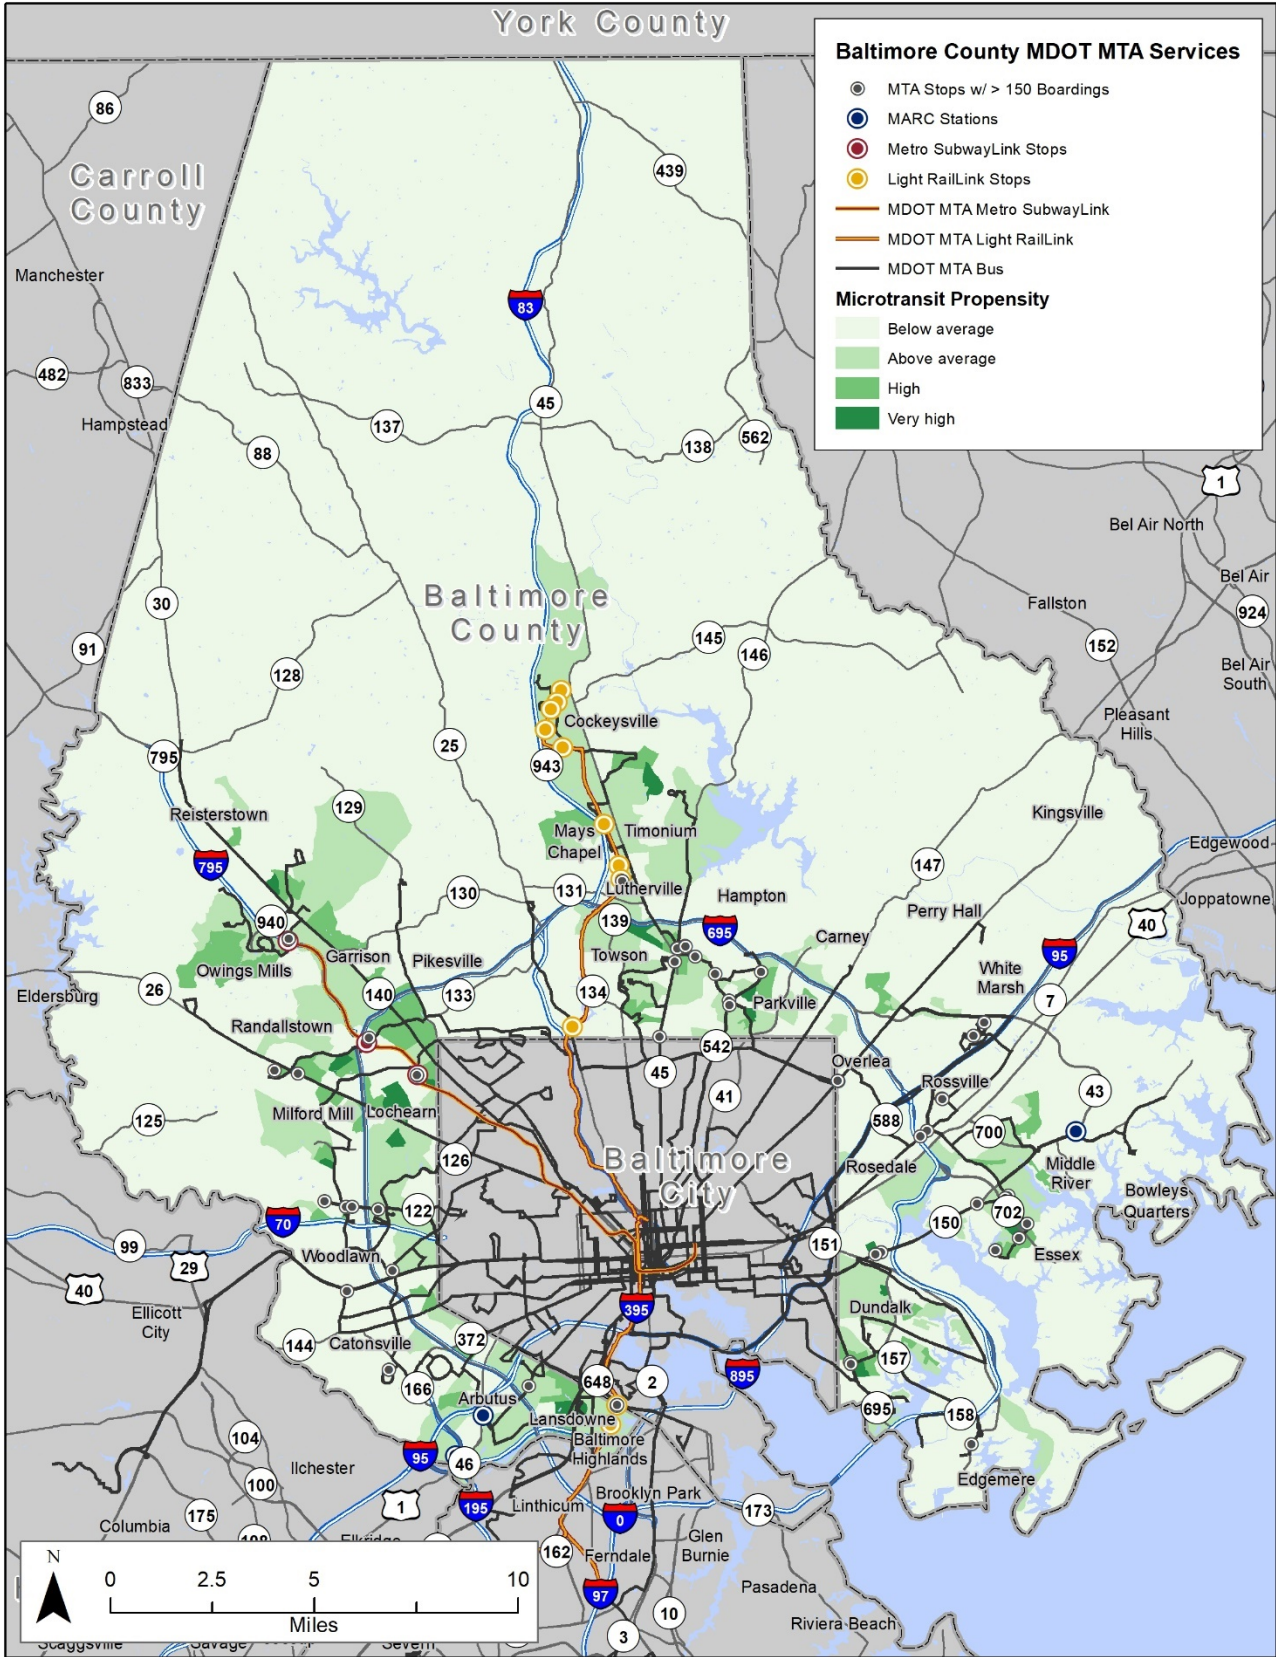 York County
Baltimore County MDOT MTA Services
MTA Stops w/ > 150 Boardings
MARC Stations
Metro SubwayLink Stops
Light RailLink Stops
MDOT MTA Metro SubwayLink
MDOT MTA Light RailLink
MDOT MTA Bus
Microtransit Propensity
Below average
Above average
High
Very high
86
Carroll
County
439
Manchester
83
482
833
45
Hampstead
137
88
138
562
1
Bel Air North
Bel Air
30
Baltimore
County
Fallston
924
91
145
152
128
146
Bel Air
South
Pleasant
Hills
Cockeysville
25
795
943
129
Reisterstown
Mays
Chapel
Timonium
Kingsville
Edgewood
795
147
130
131
Lutherville
Hampton
Joppatowne
940
139
695
Perry Hall
40
Garrison
Pikesville
Towson
Carney
95
Owings Mills
White
Marsh
26
140
133
134
7
Eldersburg
Parkville
Randallstown
542
45
Overlea
41
Rossville
43
125
Milford Mill
Lochearn
588
700
126
Baltimore
City
Rosedale
Middle
River
Bowleys
Quarters
70
122
150
702
99
29
Woodlawn
151
Essex
40
Ellicott
City
395
Dundalk
144
Catonsville
372
157
166
648
2
895
Arbutus
695
158
Lansdowne
Baltimore
Highlands
104
95
46
Ilchester
Edgemere
100
1
195
Linthicum
Brooklyn Park
173
175
Columbia
0
108
Elkridge
Glen
Burnie
162
Ferndale
N
0
2.5
5
10
Miles
97
Pasadena
10
Riviera Beach
3
Scaggsville
Savage
Severn